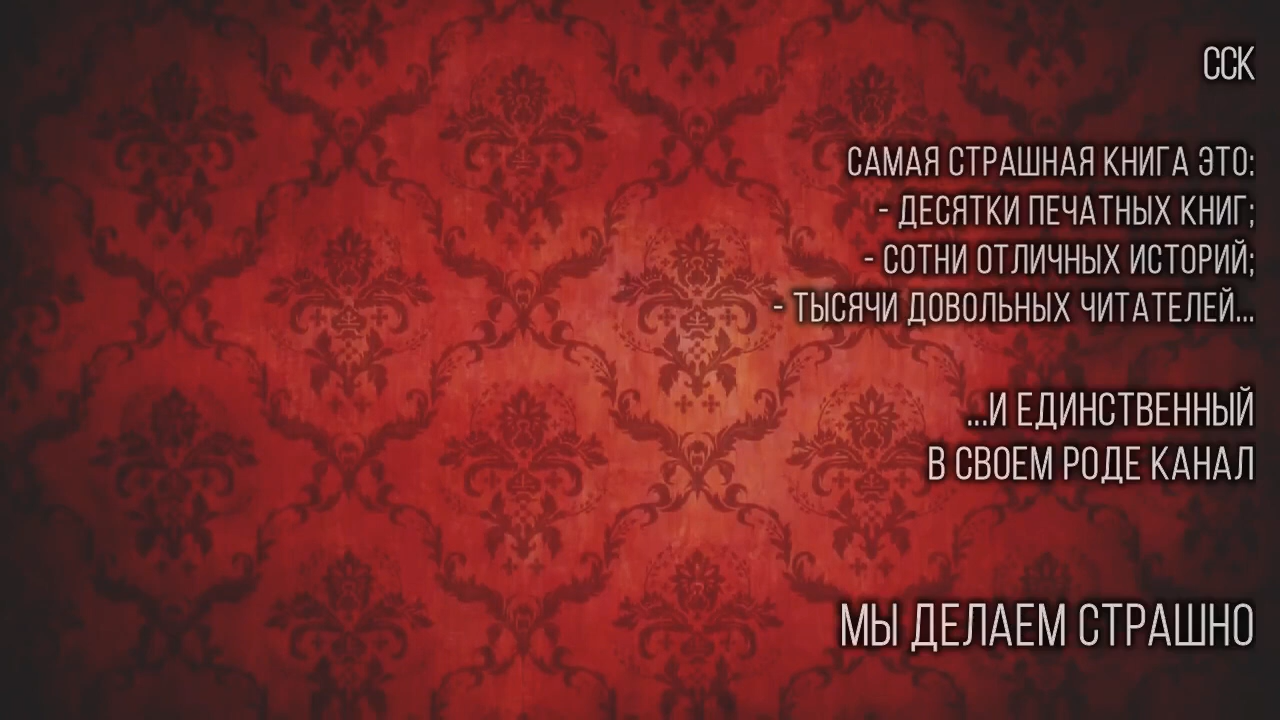 ССК
САМАЯ СТРАШНАЯ КНИГА ЭТО:
- ДЕСЯТКИ ПЕЧАТНЫХ КНИГ;
- СОТНИ ОТЛИЧНЫХ ИСТОРИЙ;
- ТЫСЯЧИ ДОВОЛЬНЫХ ЧИТАТЕЛЕЙ...
...И ЕДИНСТВЕННЫЙ
В СВОЕМ РОДЕ КАНАЛ
МЫ ДЕЛАЕМ СТРАШНО